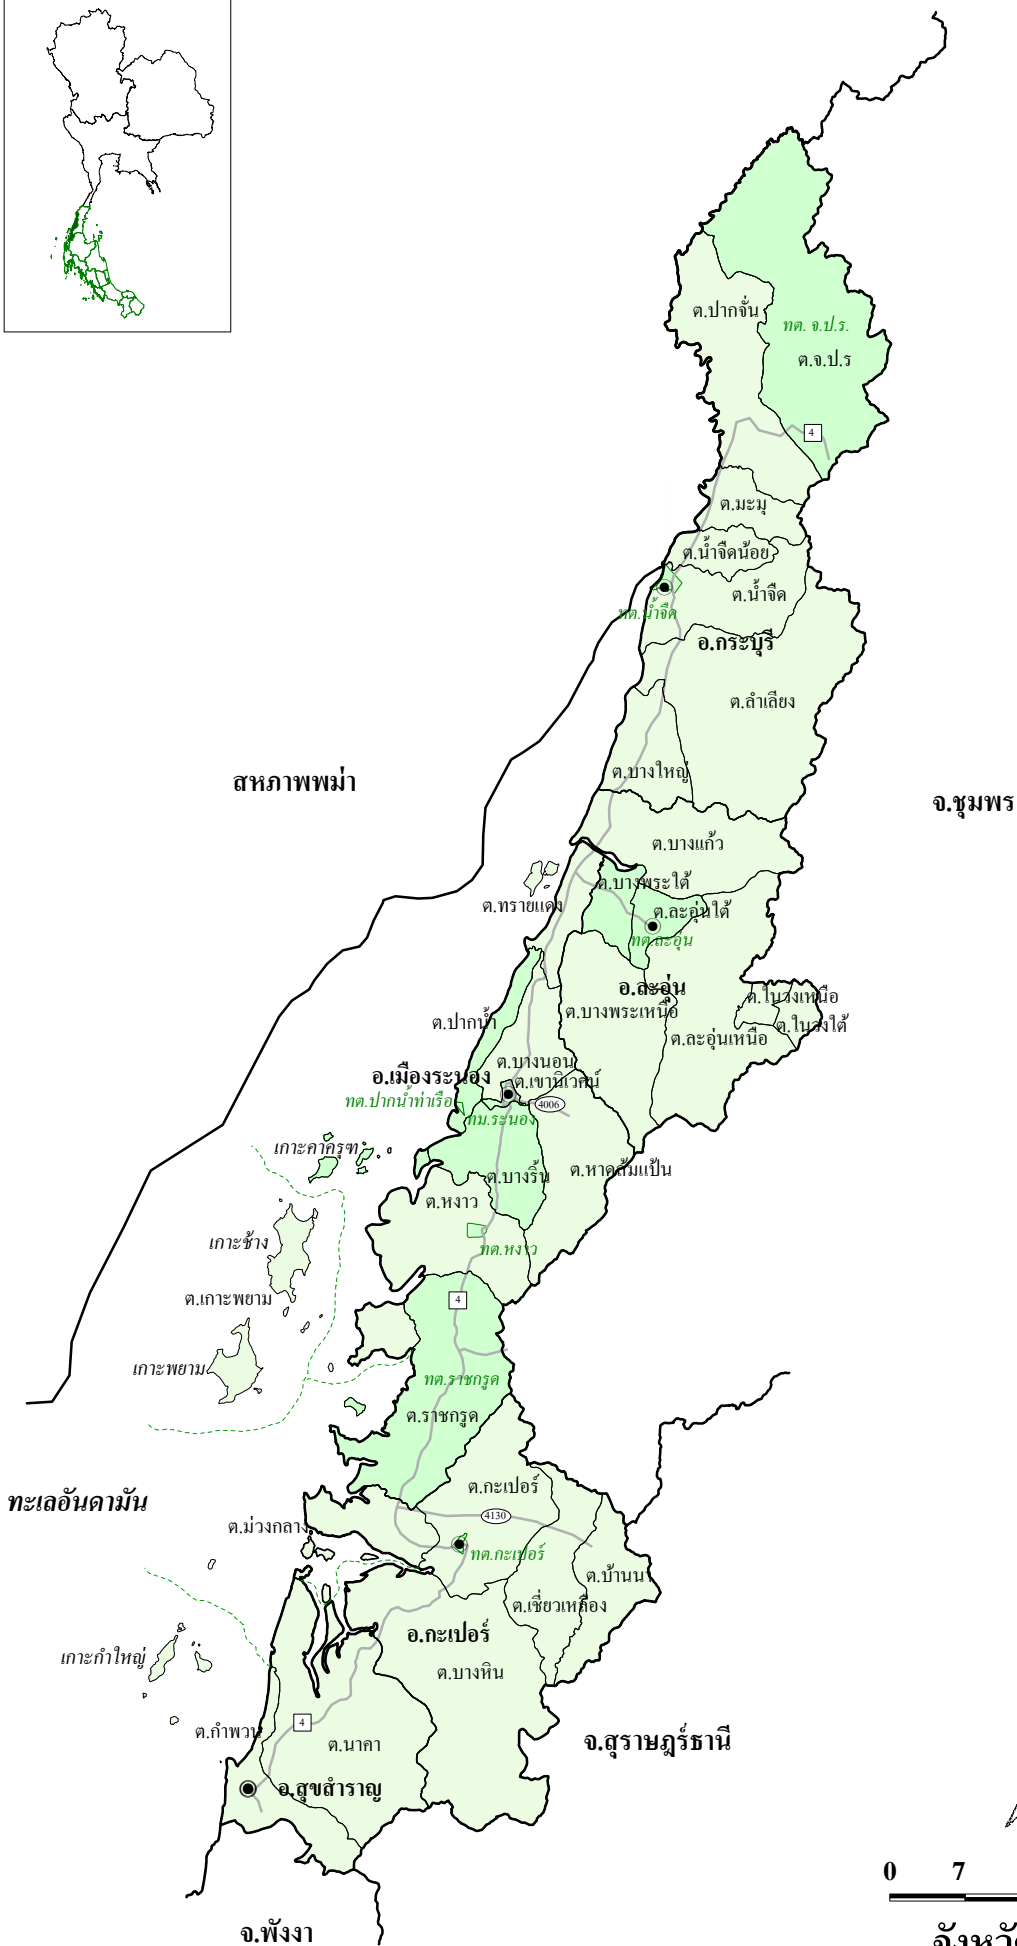 ต.ปากจั่น
ทต. จ.ป.ร.
ต.จ.ป.ร
4
ต.มะมุ
ต.น้ำจืดน้อย
ต.น้ำจืด
ทต.น้ำจืด
อ.กระบุรี
ต.ลำเลียง
ต.บางใหญ่
สหภาพพม่า
จ.ชุมพร
ต.บางแก้ว
ต.บางพระใต้
ต.ทรายแดง
ต.ละอุ่นใต้
ทต.ละอุ่น
อ.ละอุ่น
ต.ในวงเหนือ
ต.บางพระเหนือ
ต.ปากน้ำ
ต.ในวงใต้
ต.ละอุ่นเหนือ
ต.บางนอน
อ.เมืองระนอง
ต.เขานิเวศน์
ทต.ปากน้ำท่าเรือ
4006
ทม.ระนอง
เกาะคาครุฑ
ต.หาดส้มแป้น
ต.บางริ้น
ต.หงาว
เกาะช้าง
ทต.หงาว
ต.เกาะพยาม
4
เกาะพยาม
ทต.ราชกรูด
ต.ราชกรูด
ต.กะเปอร์
ทะเลอันดามัน
4130
ต.ม่วงกลาง
ทต.กะเปอร์
ต.บ้านนา
ต.เชี่ยวเหลียง
อ.กะเปอร์
เกาะกำใหญ่
ต.บางหิน
4
ต.กำพวน
ต.นาคา
จ.สุราษฎร์ธานี
อ.สุขสำราญ
0 7
จ.พังงา
จังหวัด